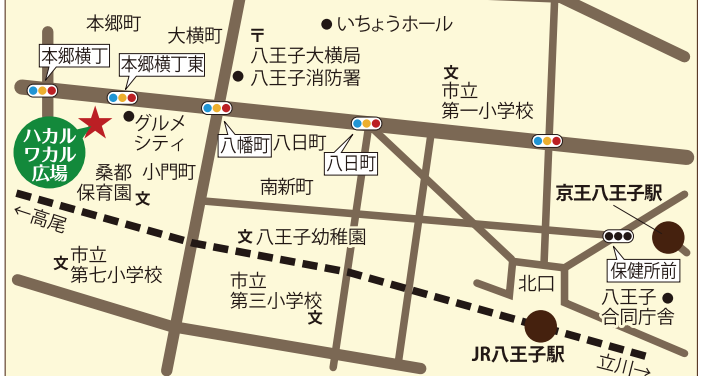 本郷町
大横町
いちょうホール
本郷横丁
本郷横丁東
〒
八王子大横局
八王子消防署
文
市立
第一小学校
グルメ
シティ
ハカル
ワカル
広場
八幡町
八日町
八日町
桑都
保育園
文
小門町
南新町
京王八王子駅
←高尾
文
八王子幼稚園
保健所前
文
市立
第七小学校
市立
第三小学校
文
北口
八王子
合同庁舎
JR八王子駅
立川→